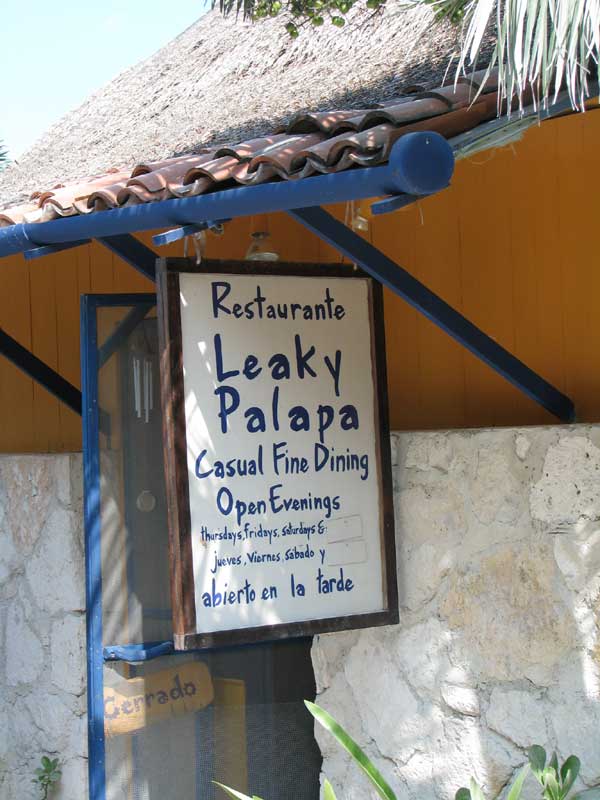 Restaurante
Leaky
Palapa
Casual Fine Dining
Open Evenings
thursdays, fridays, saturdays &
jueves, viernes, sabado y
abierto en la tarde
Cerrado